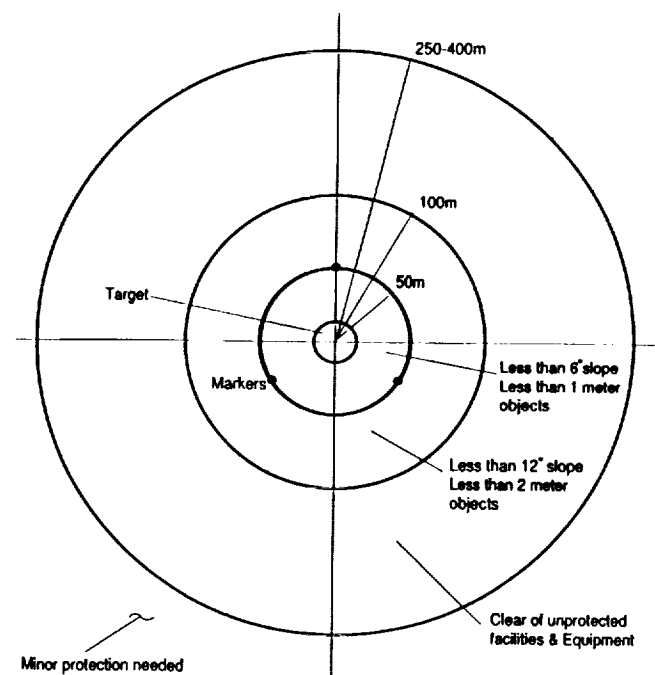 250-400m
100m
50m
Target
Markers
Less than 6° slope
Less than 1 meter
objects
Less than 12° slope
Less than 2 meter
objects
Clear of unprotected
facilities & Equipment
Minor protection needed